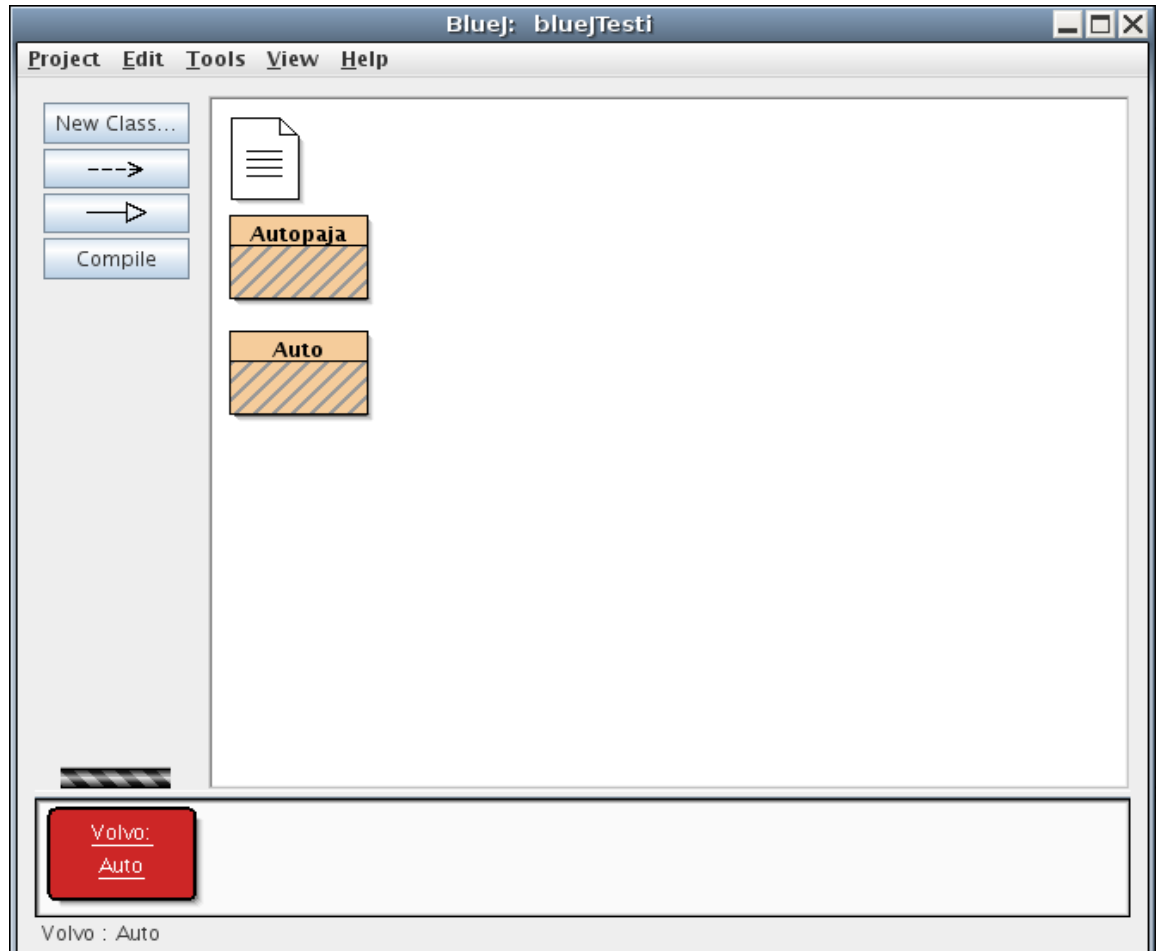 BlueJ: blueJTesti
Project Edit Tools View Help
New Class...
Compile
Autopaja
Auto
Volvo:
Auto
Volvo : Auto